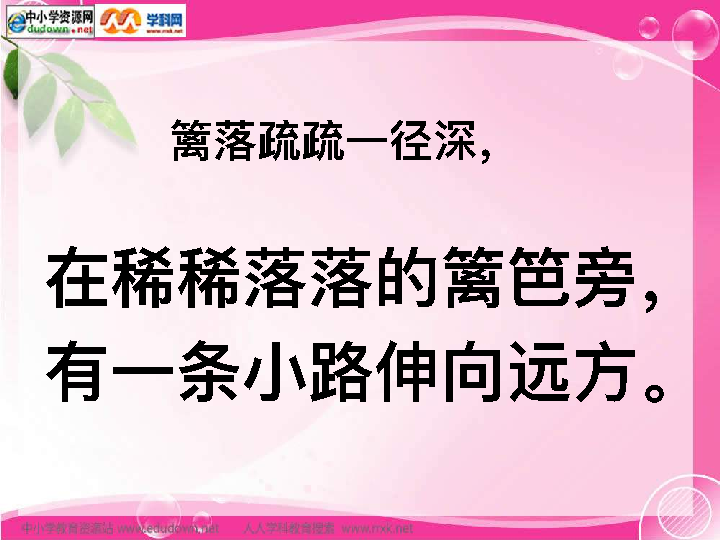 中小学资源网
dudown.net
学科网
www.nxk.net
篱落疏疏一径深，
在稀稀落落的篱笆旁，
有一条小路伸向远方。
中小学教育资源站 www.edudown.net 人人学科教育搜索 www.nxk.net